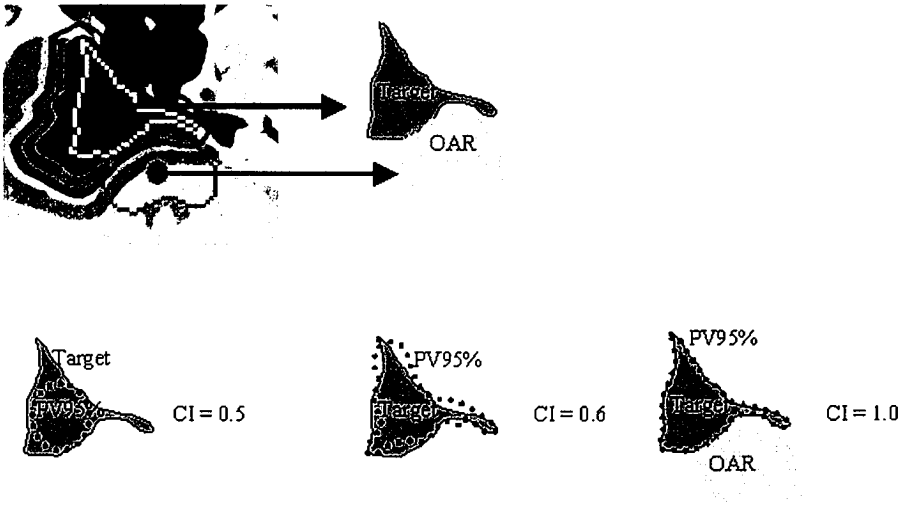 Target
OAR
Target
PV95%
CI = 0.5
PV95%
Target
CI = 0.6
PV95%
Target
CI = 1.0
OAR